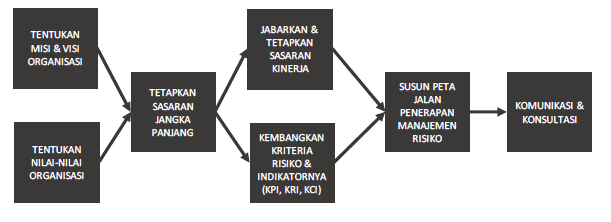 TENTUKAN
MISI & VISI
ORGANISASI
TENTUKAN
NILAI-NILAI
ORGANISASI
TETAPKAN
SASARAN
JANGKA
PANJANG
JABARKAN &
TETAPKAN
SASARAN
KINERJA
KEMBANGKAN
KRITERIA
RISIKO &
INDIKATORNYA
(KPI, KRI, KCI)
SUSUN PETA
JALAN
PENERAPAN
MANAJEMEN
RISIKO
KOMUNIKASI &
KONSULTASI